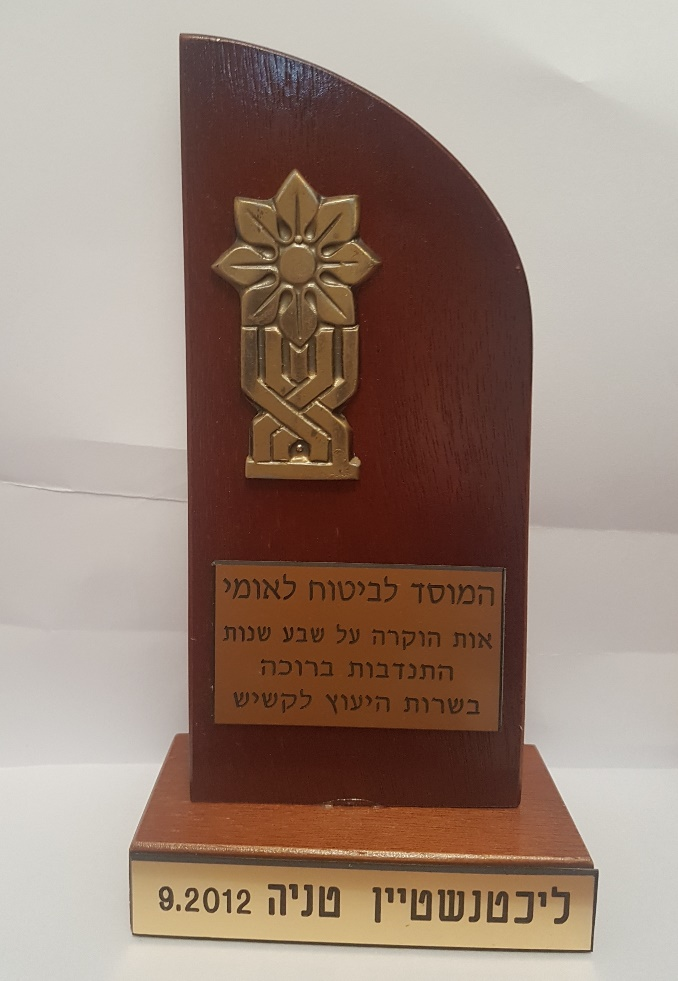 המוסד לביטוח לאומי
אות הוקרה על שבע שנות
התנדבות ברוכה
בשרות היעוץ לקשיש
ליכטנשטיין טניה 9.2012